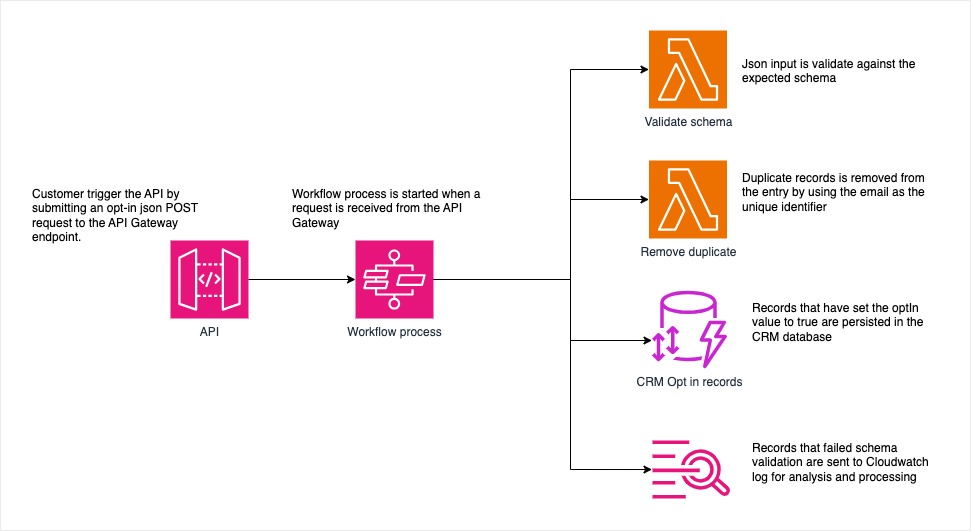 Json input is validate against the
expected schema
Validate schema
Duplicate records is removed from
the entry by using the email as the
unique identifier
Remove duplicate
Customer trigger the API by
submitting an opt-in json POST
request to the API Gateway
endpoint.
API
Workflow process is started when a
request is received from the API
Gateway
Workflow process
Records that have set the optIn
value to true are persisted in the
CRM database
CRM Opt in records
Records that failed schema
validation are sent to Cloudwatch
log for analysis and processing